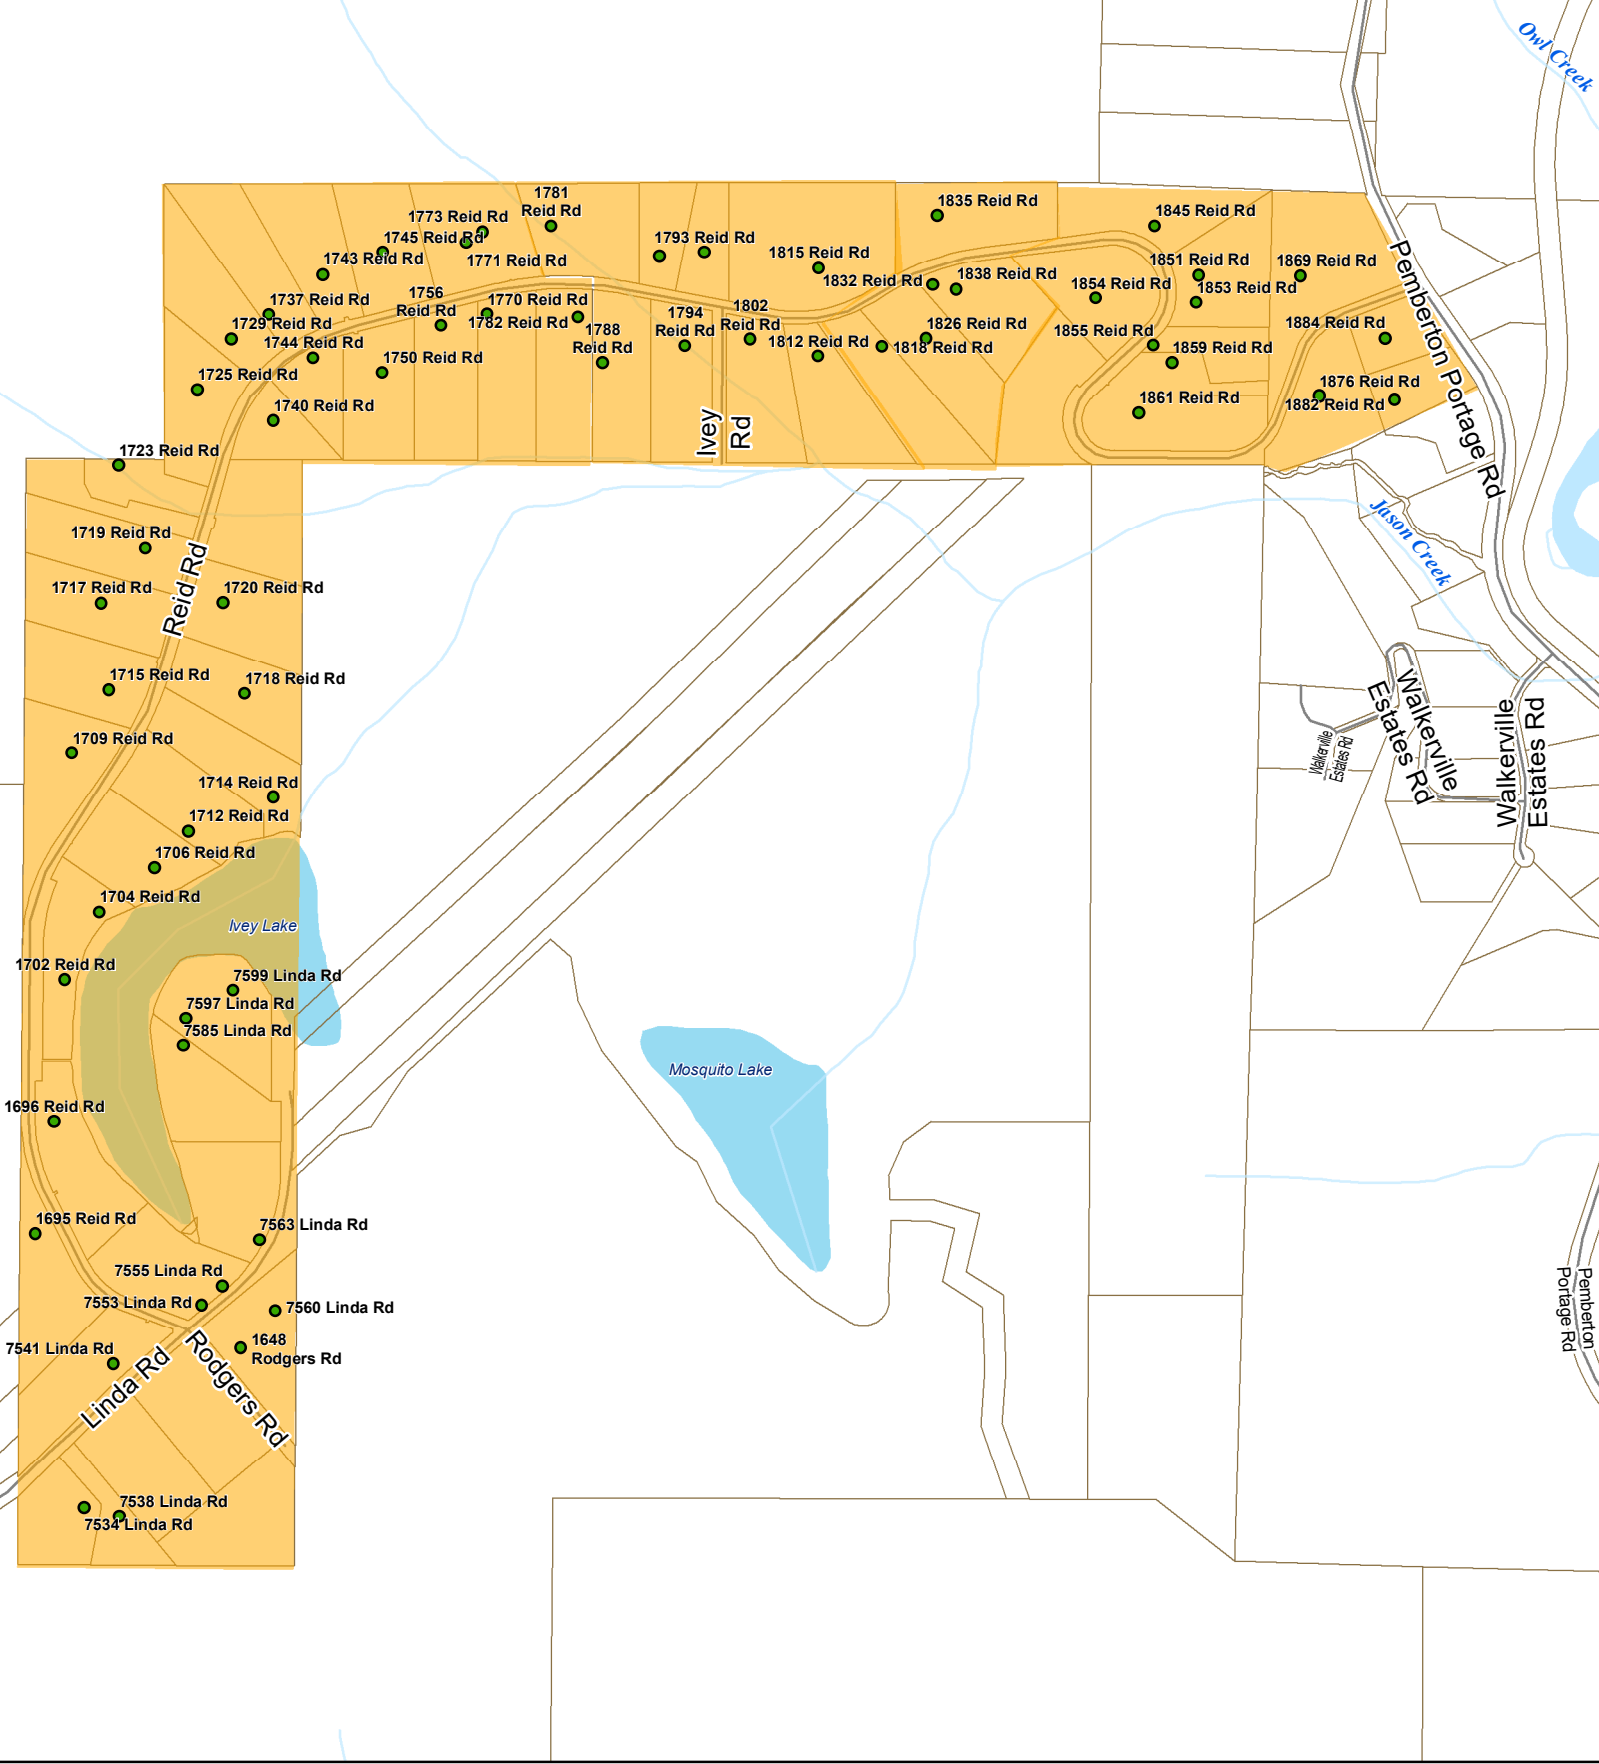 Owl Creek
1781
Reid Rd
1773 Reid Rd
1745 Reid Rd
1743 Reid Rd
1771 Reid Rd
1793 Reid Rd
1835 Reid Rd
1845 Reid Rd
1815 Reid Rd
1832 Reid Rd
1838 Reid Rd
1854 Reid Rd
1851 Reid Rd
1853 Reid Rd
1869 Reid Rd
1737 Reid Rd
1729 Reid Rd
1744 Reid Rd
1756
Reid Rd
1770 Reid Rd
1782 Reid Rd
1788
Reid Rd
1794
Reid Rd
1802
Reid Rd
1812 Reid Rd
1826 Reid Rd
1818 Reid Rd
1855 Reid Rd
1859 Reid Rd
1884 Reid Rd
1750 Reid Rd
1725 Reid Rd
1740 Reid Rd
1861 Reid Rd
1876 Reid Rd
1882 Reid Rd
Pemberton Portage Rd
Ivey
Rd
1723 Reid Rd
1719 Reid Rd
1717 Reid Rd
Reid Rd
1720 Reid Rd
Jason Creek
1715 Reid Rd
1718 Reid Rd
1709 Reid Rd
Walkerville
Estates Rd
Walkerville
Estates Rd
Walkerville
Estates Rd
1714 Reid Rd
1712 Reid Rd
1706 Reid Rd
1704 Reid Rd
Ivey Lake
1702 Reid Rd
7599 Linda Rd
7597 Linda Rd
7585 Linda Rd
Mosquito Lake
1696 Reid Rd
1695 Reid Rd
7563 Linda Rd
7555 Linda Rd
7553 Linda Rd
7560 Linda Rd
Pemberton
Portage Rd
7541 Linda Rd
1648
Rodgers Rd
Linda Rd
Rodgers Rd
7538 Linda Rd
7534 Linda Rd